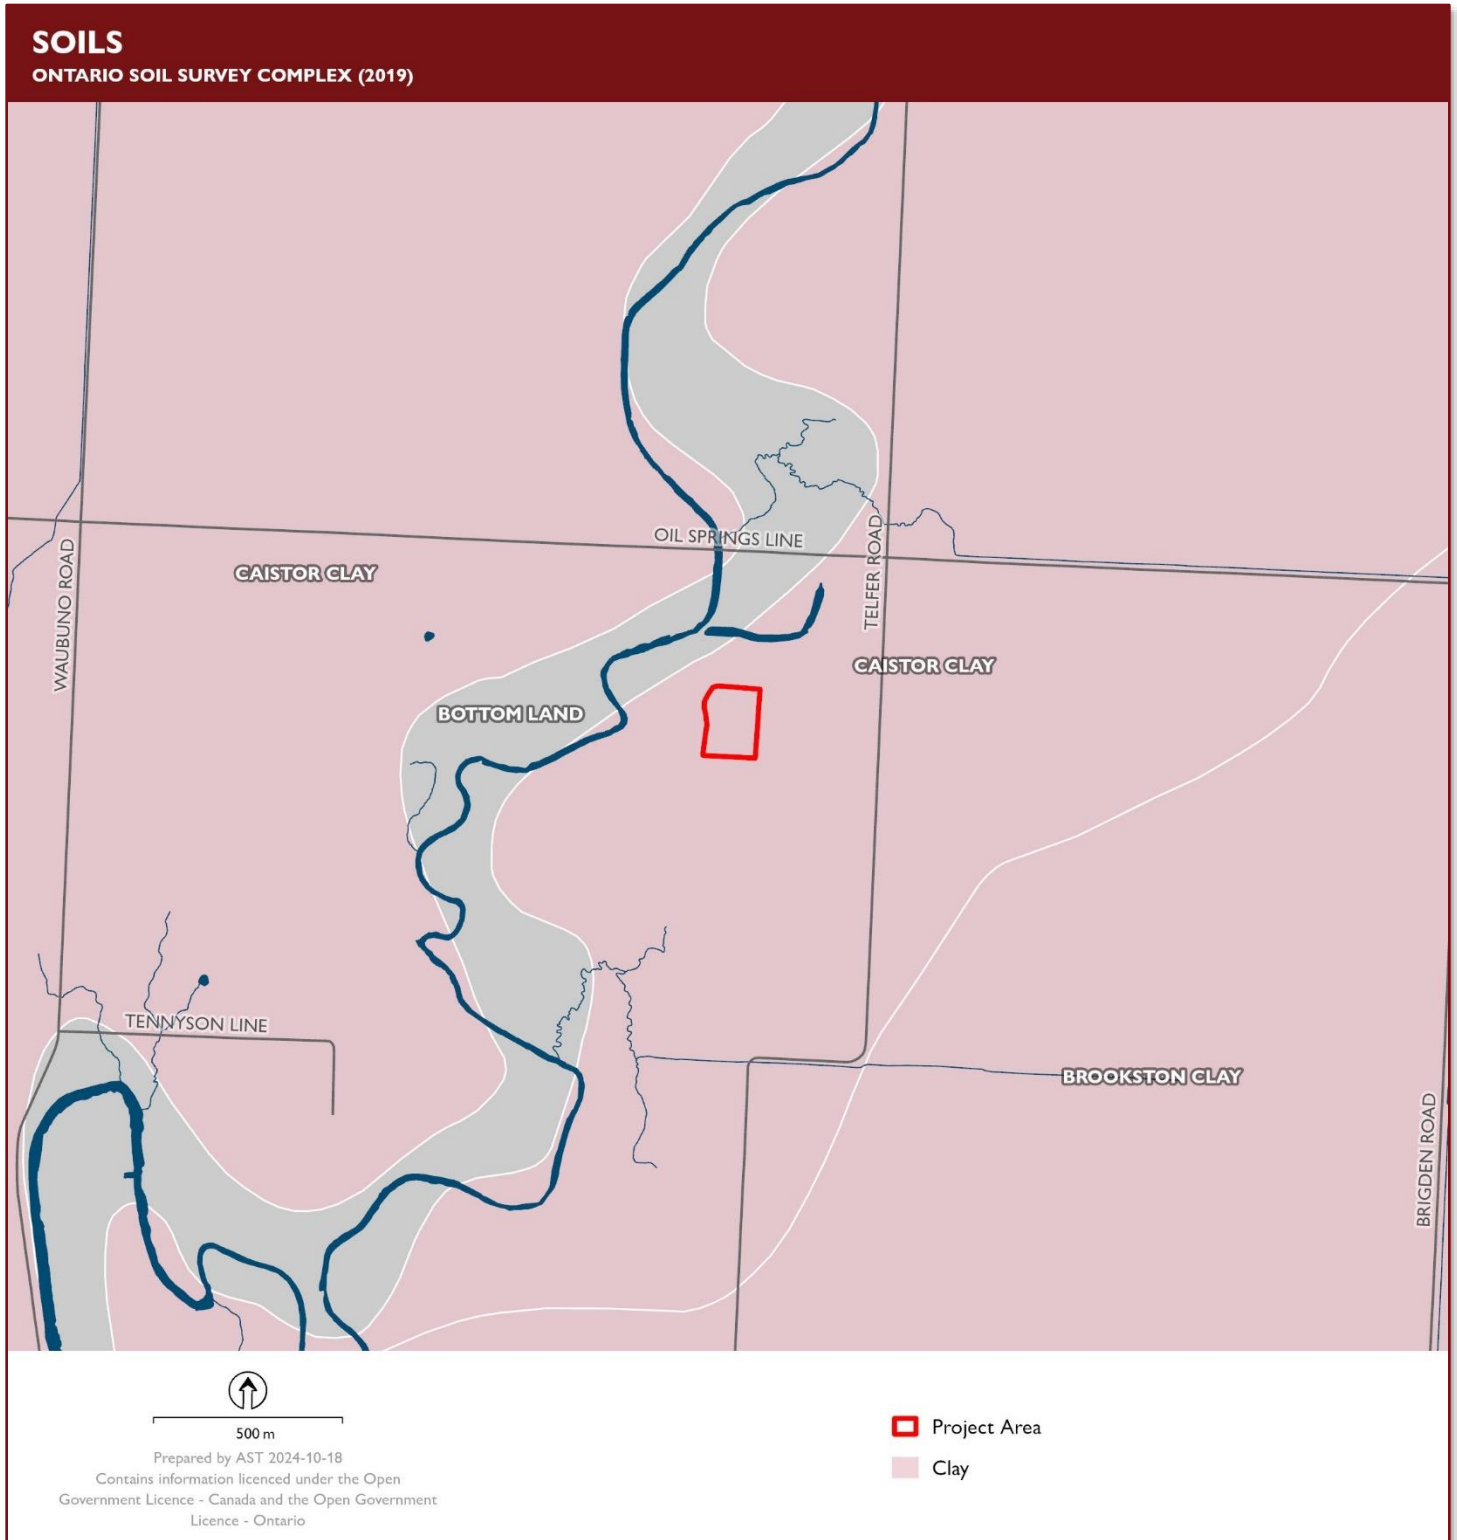 SOILS
ONTARIO SOIL SURVEY COMPLEX (2019)
OIL SPRINGS LINE
WAUBUNO ROAD
CAISTOR CLAY
TELFER ROAD
CAISTOR CLAY
BOTTOM LAND
TENNYSON LINE
BROOKSTON CLAY
BRIGDEN ROAD
500 m
Prepared by AST 2024-10-18
Contains information licenced under the Open
Government Licence - Canada and the Open Government
Licence - Ontario
Project Area
Clay